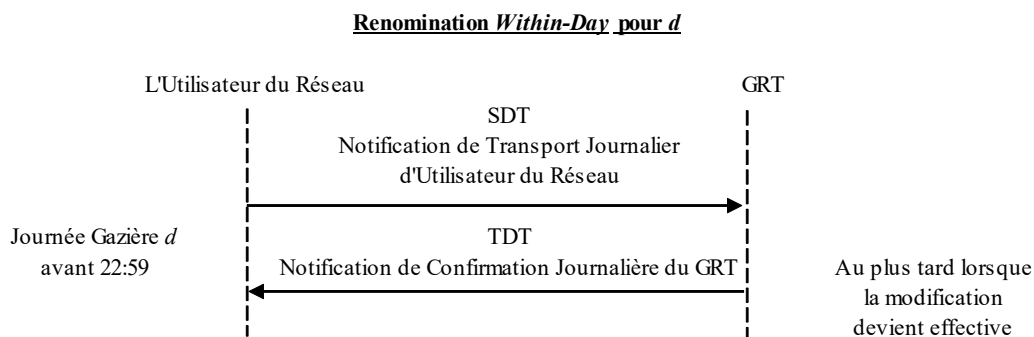 Renomination Within-Day pour d
L'Utilisateur du Réseau
GRT
SDT
Notification de Transport Journalier
d'Utilisateur du Réseau
Journée Gazière d
avant 22:59
TDT
Notification de Confirmation Journalière du GRT
Au plus tard lorsque
la modification
devient effective